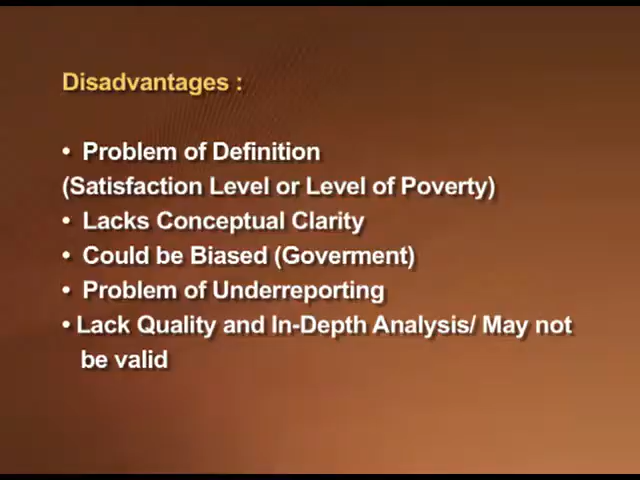 Disadvantages :
• Problem of Definition
(Satisfaction Level or Level of Poverty)
• Lacks Conceptual Clarity
• Could be Biased (Goverment)
• Problem of Underreporting
• Lack Quality and In-Depth Analysis/ May not
be valid